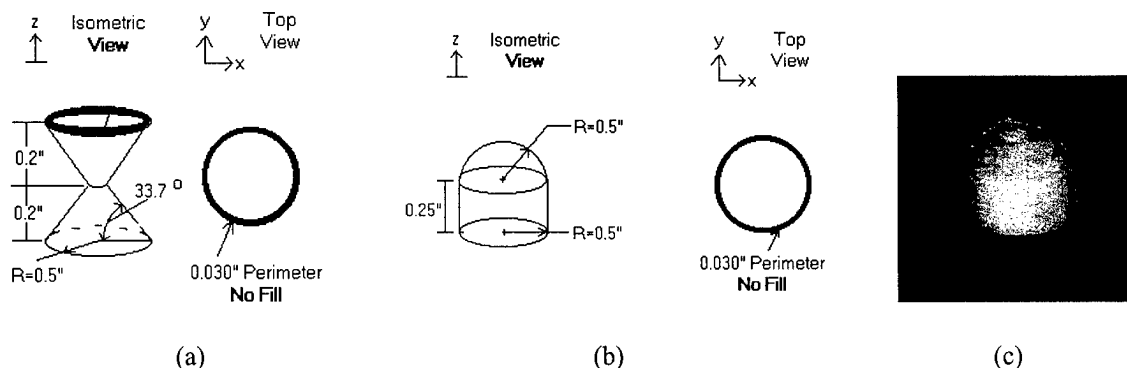 z
Isometric
View
y
x
Top
View
0.2"
0.2"
33.7 °
R=0.5"
0.030" Perimeter
No Fill
(a)
z
Isometric
View
R=0.5"
0.25"
R=0.5"
y
x
Top
View
0.030" Perimeter
No Fill
(b)
(c)